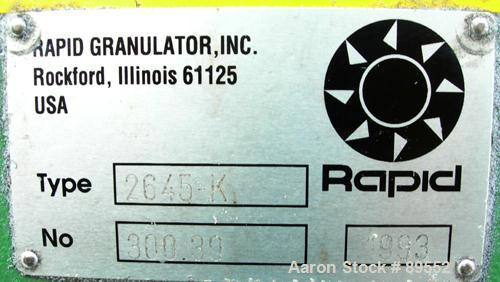 RAPID GRANULATOR, INC.
Rockford, Illinois 61125
USA
Rapid
Type 2645-K
No 300 39 1993
Aaron Stock # 89552